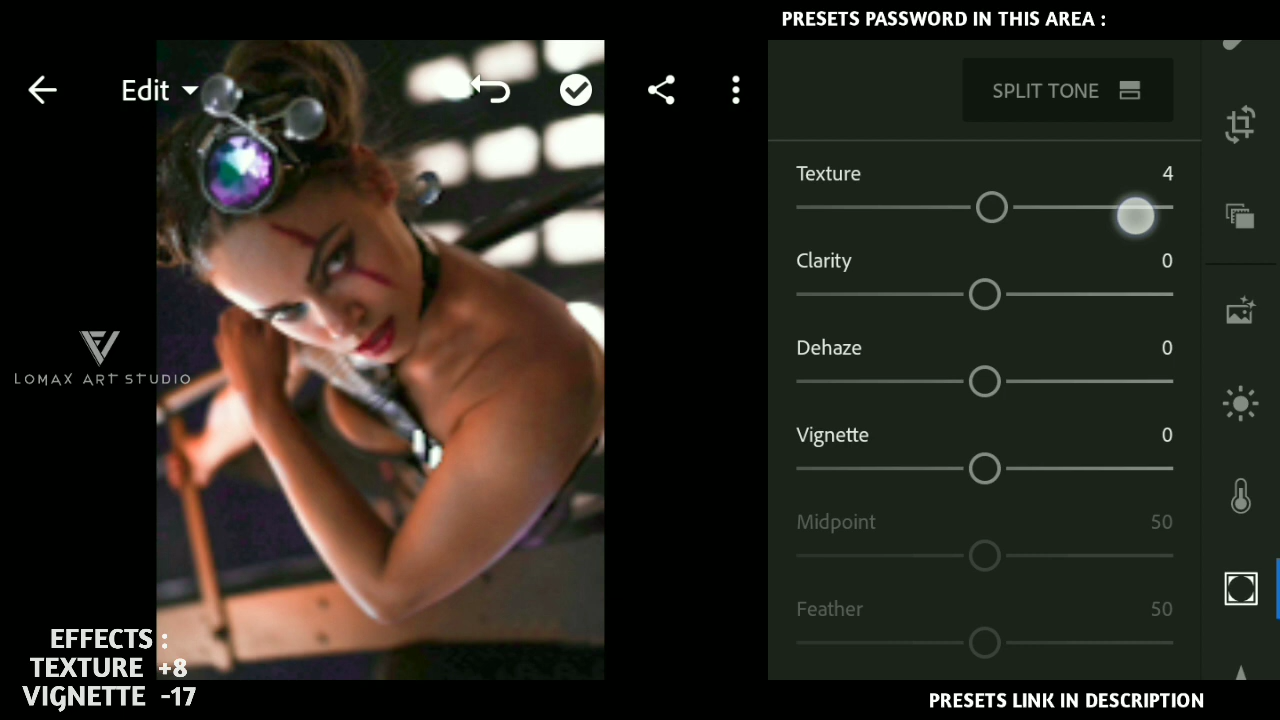 PRESETS PASSWORD IN THIS AREA :
Edit
SPLIT TONE
Texture 4
Clarity 0
Dehaze 0
Vignette 0
Midpoint 50
Feather 50
LOMAX ART STUDIO
EFFECTS :
TEXTURE +8
VIGNETTE -17
PRESETS LINK IN DESCRIPTION